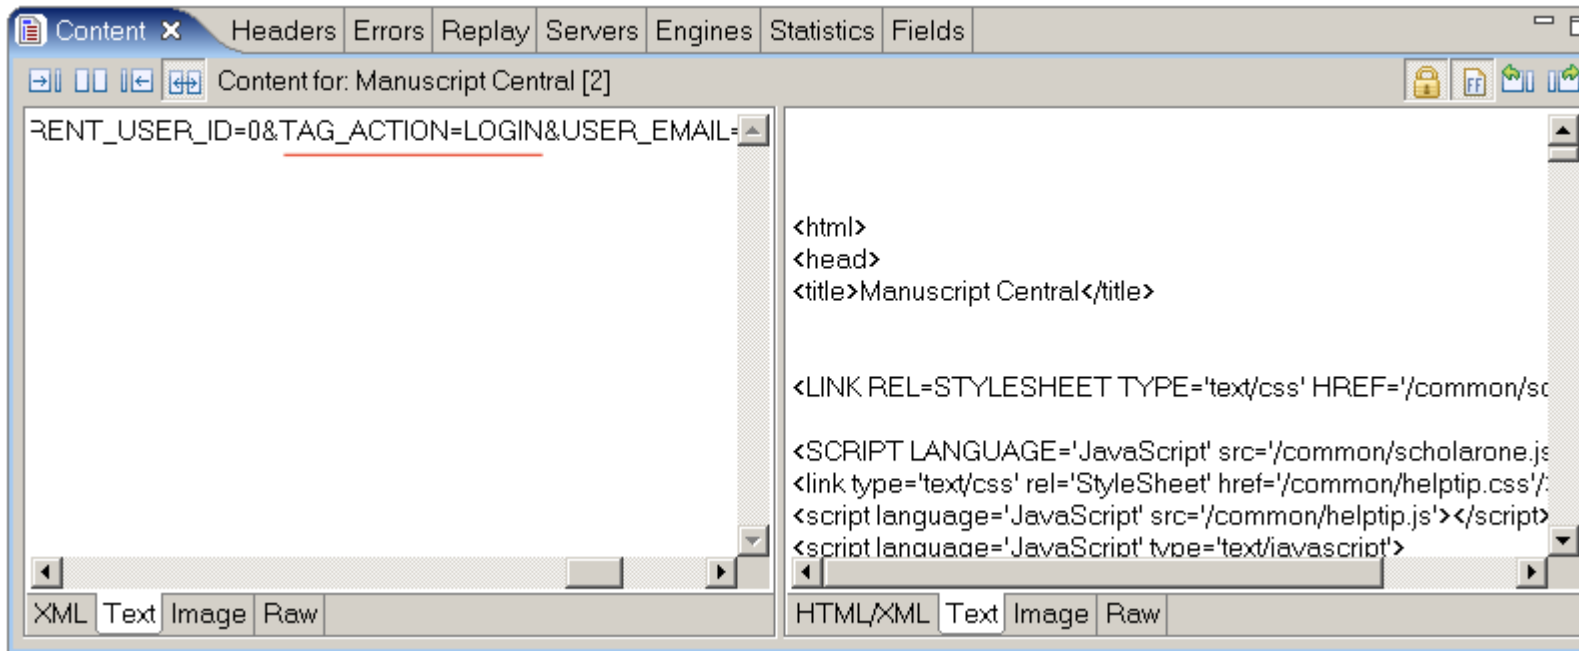 Content Headers Errors Replay Servers Engines Statistics Fields
Content for: Manuscript Central [2]
FF
RENT_USER_ID=0&TAG_ACTION=LOGIN&USER_EMAIL=
<html>
<head>
<title>Manuscript Central</title>
<LINK REL=STYLESHEET TYPE='text/css' HREF='/common/sc
<SCRIPT LANGUAGE='JavaScript' src='/common/scholarone.js
<link type='text/css' rel='StyleSheet' href='/common/helptip.css'/>
<script language='JavaScript' src='/common/helptip.js'></script>
<script language='JavaScript' type='text/javascript'>
XML Text Image Raw
HTML/XML Text Image Raw